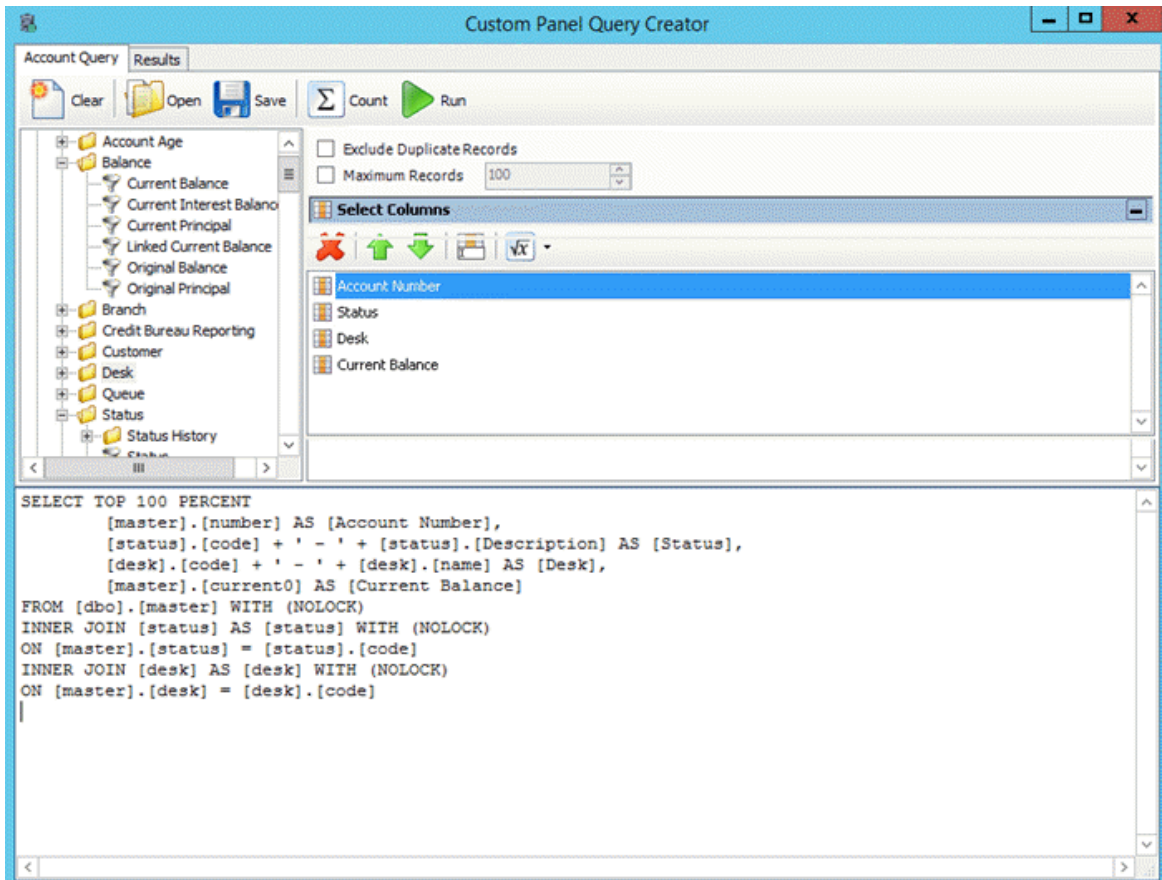 Custom Panel Query Creator
Account Query Results
Clear Open Save Σ Count Run
Account Age
Balance
Current Balance
Current Interest Balanc
Current Principal
Linked Current Balance
Original Balance
Original Principal
Branch
Credit Bureau Reporting
Customer
Desk
Queue
Status
Status History
Status
Exclude Duplicate Records
Maximum Records 100
Select Columns
√x
Account Number
Status
Desk
Current Balance
SELECT TOP 100 PERCENT
[master].[number] AS [Account Number],
[status].[code] + ' - ' + [status].[Description] AS [Status],
[desk].[code] + ' - ' + [desk].[name] AS [Desk],
[master].[current0] AS [Current Balance]
FROM [dbo].[master] WITH (NOLOCK)
INNER JOIN [status] AS [status] WITH (NOLOCK)
ON [master].[status] = [status].[code]
INNER JOIN [desk] AS [desk] WITH (NOLOCK)
ON [master].[desk] = [desk].[code]